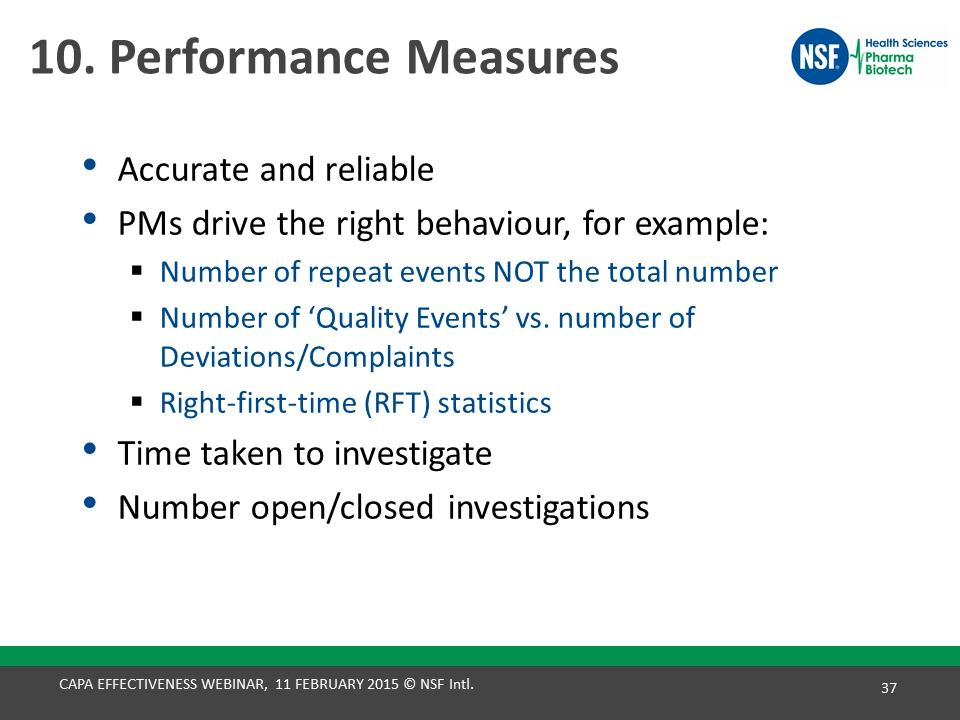 10. Performance Measures
NSF
Health Sciences
Pharma
Biotech
• Accurate and reliable
• PMs drive the right behaviour, for example:
▪ Number of repeat events NOT the total number
▪ Number of ‘Quality Events’ vs. number of
Deviations/Complaints
▪ Right-first-time (RFT) statistics
• Time taken to investigate
• Number open/closed investigations
CAPA EFFECTIVENESS WEBINAR, 11 FEBRUARY 2015 © NSF Intl.
37